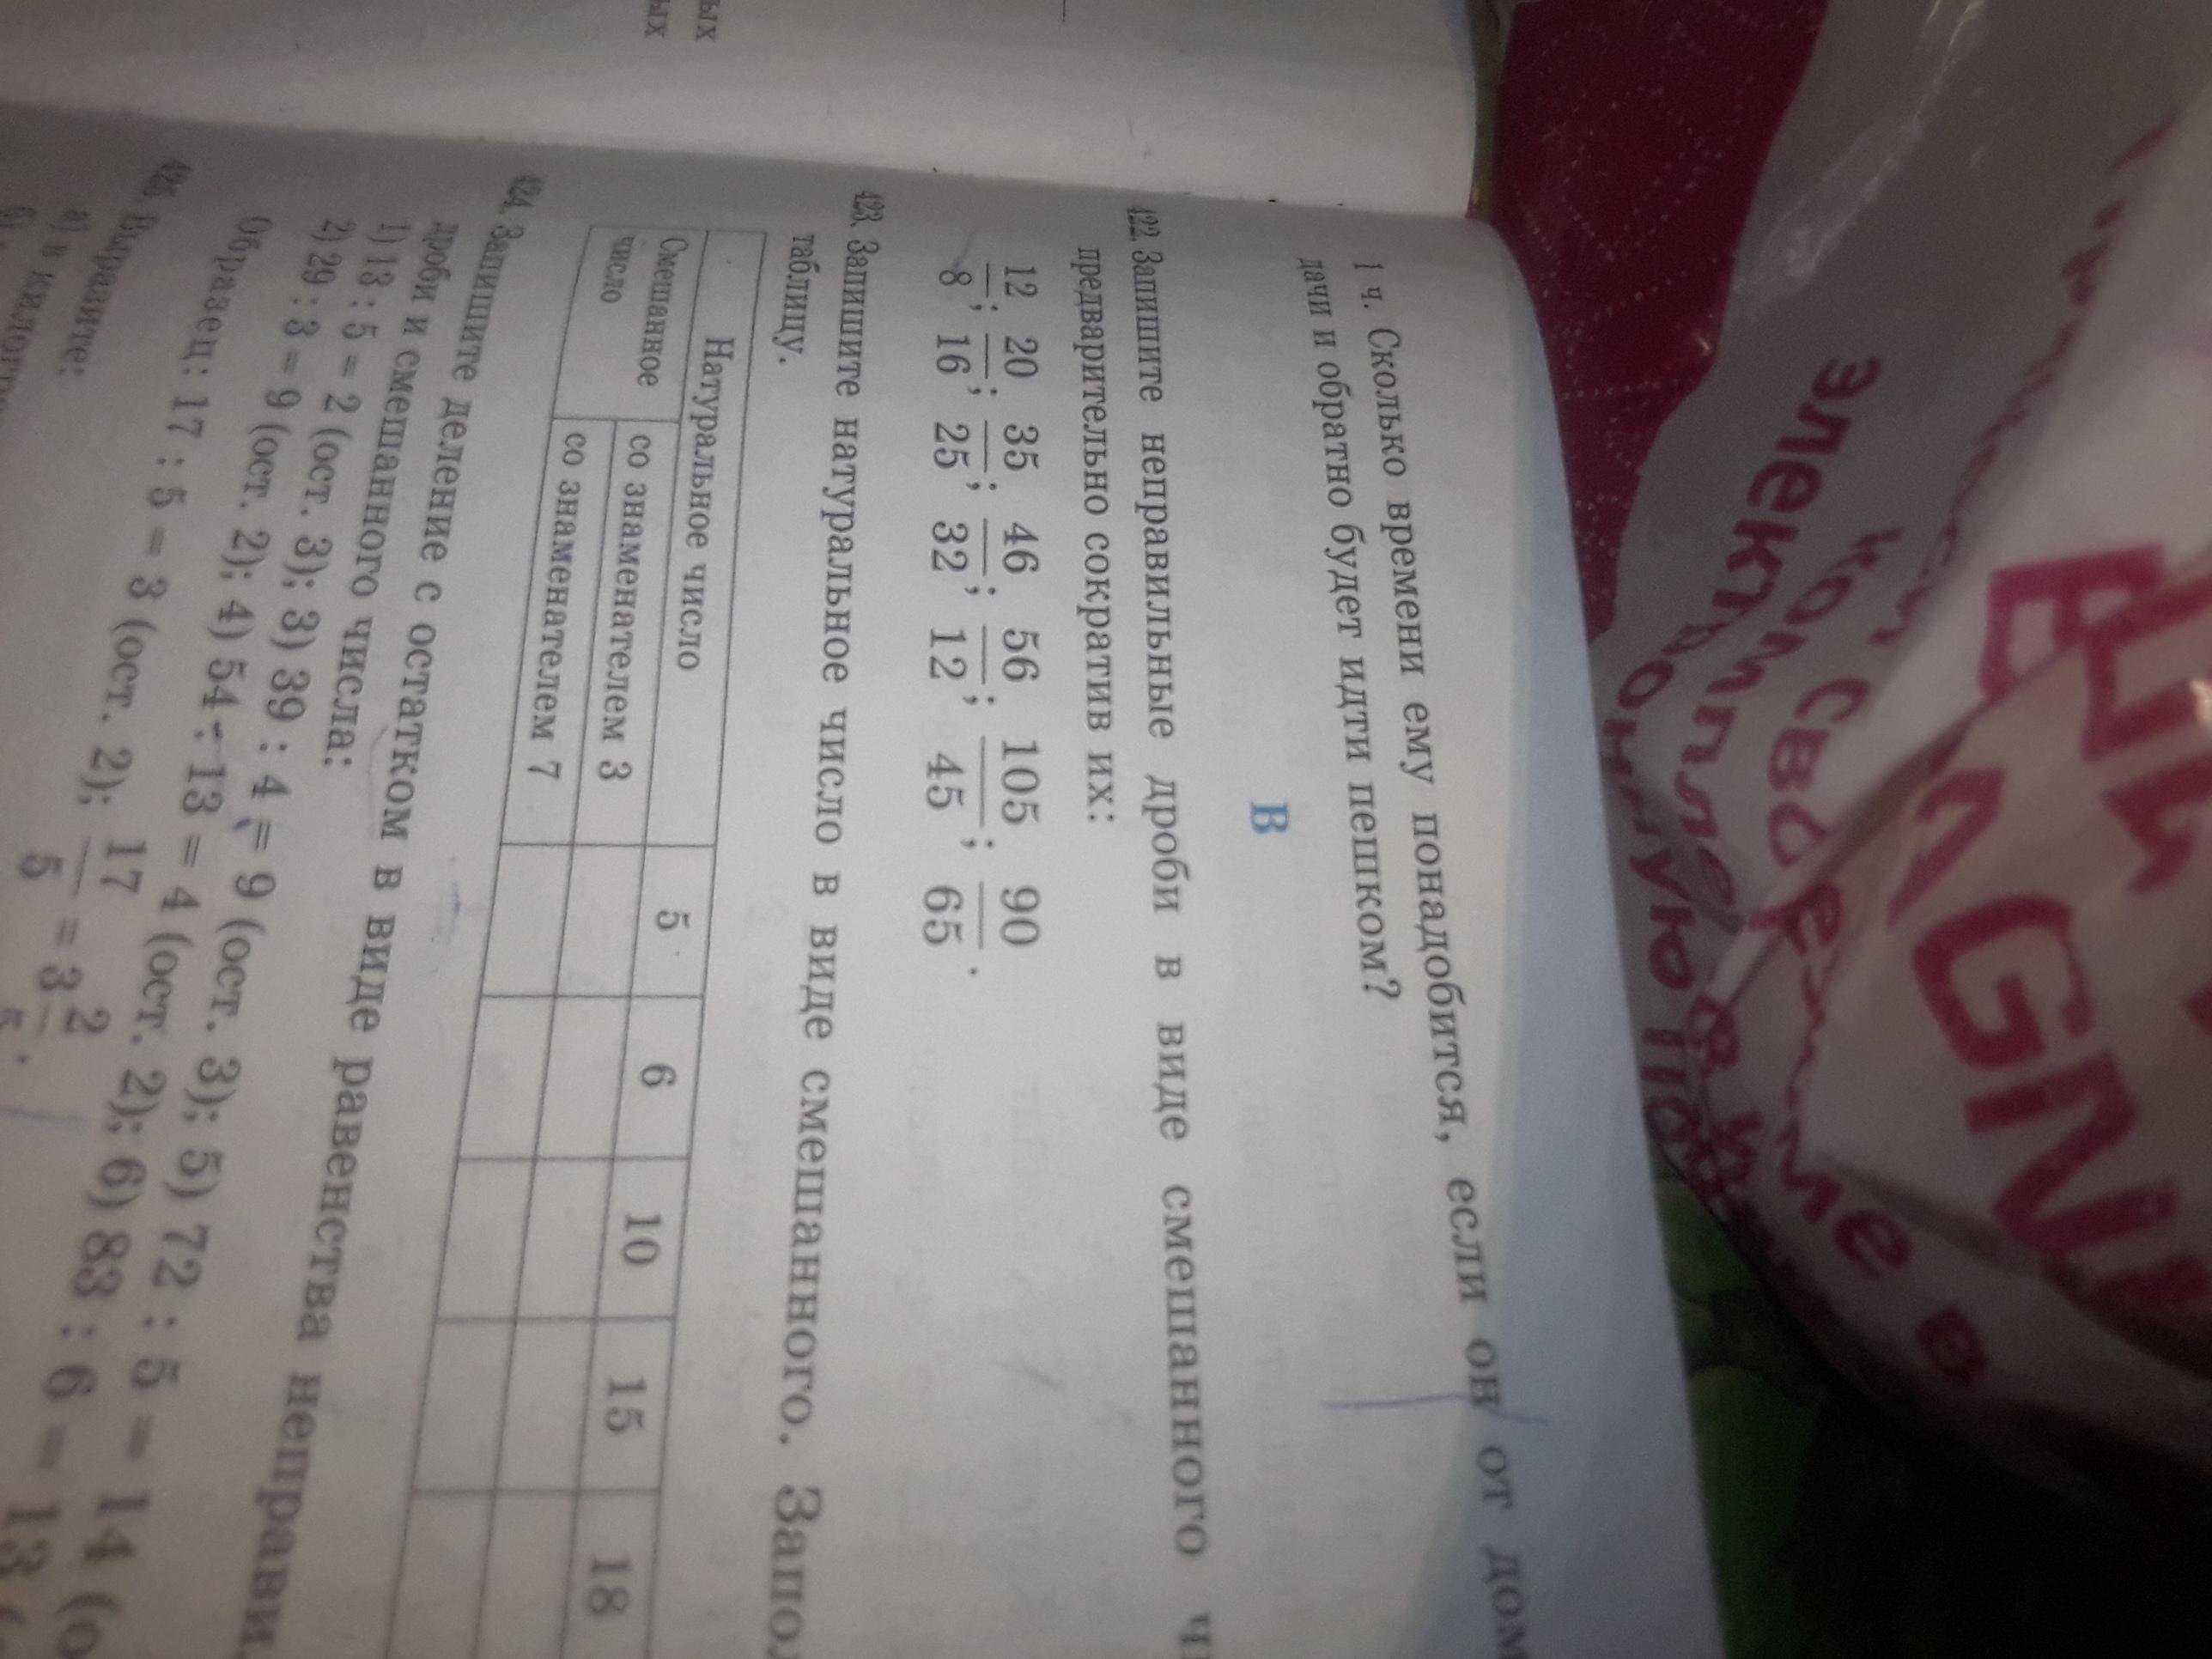 1 ч. Сколько времени ему понадобится, если он от дом
дачи и обратно будет идти пешком?
В
422. Запишите неправильные дроби в виде смешанного ч
предварительно сократив их:
12/8; 20/16; 35/25; 46/32; 56/12; 105/45; 90/65.
423. Запишите натуральное число в виде смешанного. Запол
таблицу.
Натуральное число 5 6 10 15 18
Смешанное число со знаменателем 3
со знаменателем 7
424. Запишите деление с остатком в виде равенства неправи
дроби и смешанного числа:
1) 13 : 5 = 2 (ост. 3); 3) 39 : 4 = 9 (ост. 3); 5) 72 : 5 = 14 (о
2) 29 : 3 = 9 (ост. 2); 4) 54 : 13 = 4 (ост. 2); 6) 83 : 6 = 13 (
Образец: 17 : 5 = 3 (ост. 2); 17/5 = 3 2/5.
425. Выразите:
а) в
ых
ых